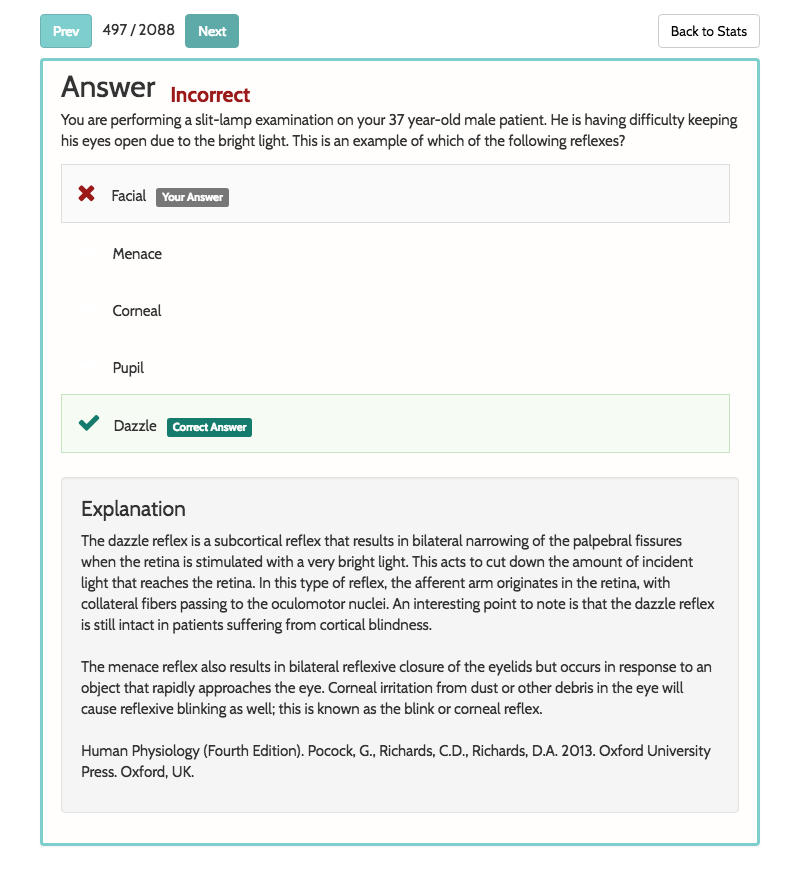 Prev 497 / 2088 Next Back to Stats
Answer Incorrect
You are performing a slit-lamp examination on your 37 year-old male patient. He is having difficulty keeping
his eyes open due to the bright light. This is an example of which of the following reflexes?
Facial Your Answer
Menace
Corneal
Pupil
Dazzle Correct Answer
Explanation
The dazzle reflex is a subcortical reflex that results in bilateral narrowing of the palpebral fissures
when the retina is stimulated with a very bright light. This acts to cut down the amount of incident
light that reaches the retina. In this type of reflex, the afferent arm originates in the retina, with
collateral fibers passing to the oculomotor nuclei. An interesting point to note is that the dazzle reflex
is still intact in patients suffering from cortical blindness.
The menace reflex also results in bilateral reflexive closure of the eyelids but occurs in response to an
object that rapidly approaches the eye. Corneal irritation from dust or other debris in the eye will
cause reflexive blinking as well; this is known as the blink or corneal reflex.
Human Physiology (Fourth Edition). Pocock, G., Richards, C.D., Richards, D.A. 2013. Oxford University
Press. Oxford, UK.